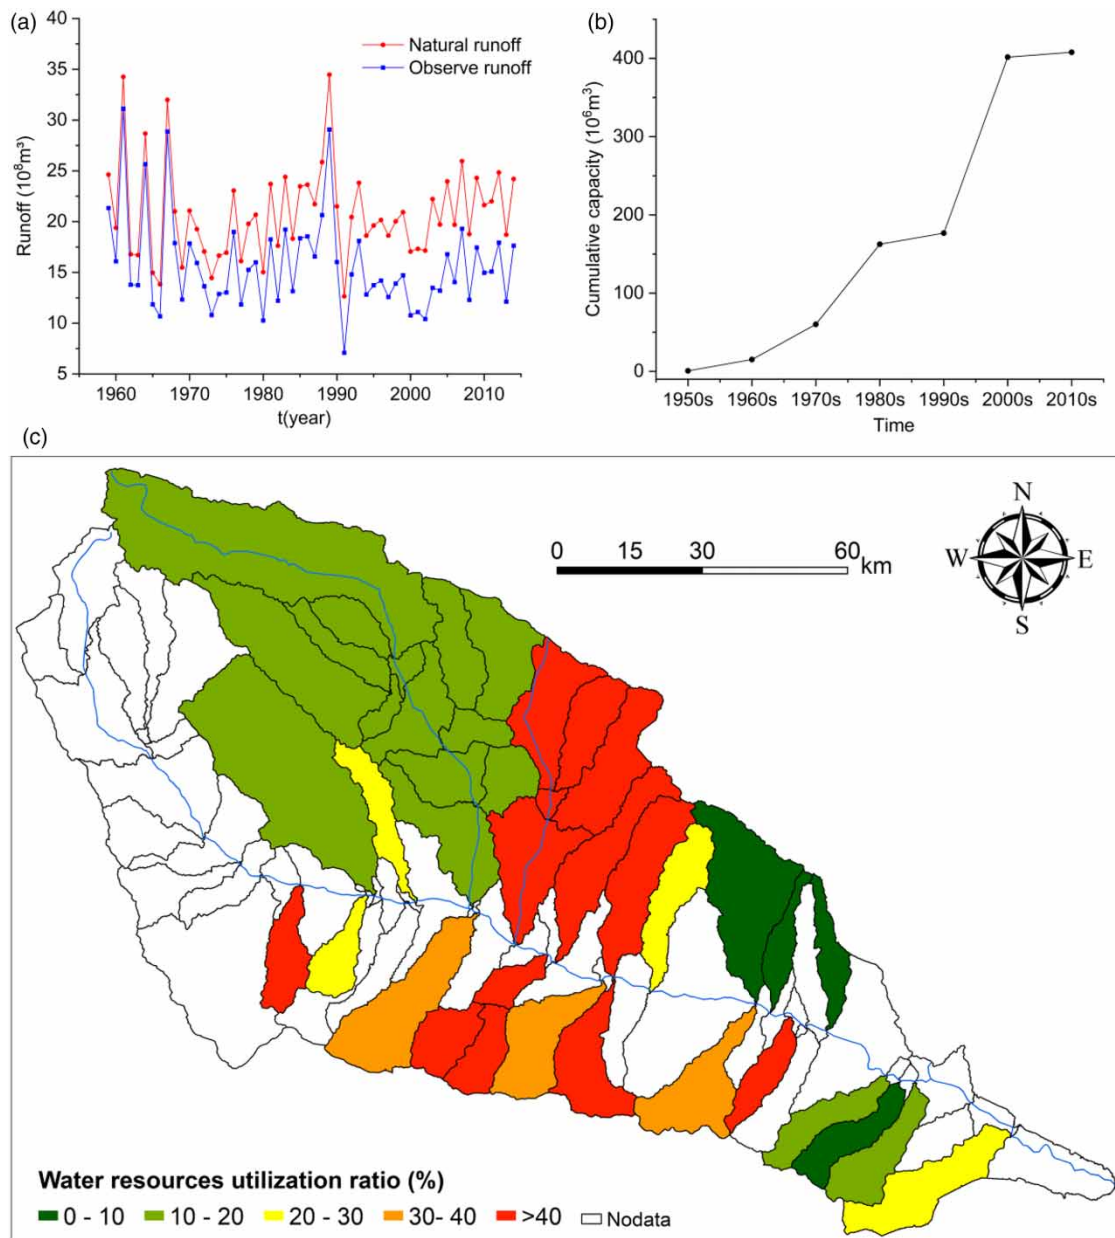 (a)
40
35
30
25
20
15
10
5
Runoff (10⁸m³)
Natural runoff
Observe runoff
1960 1970 1980 1990 2000 2010
t(year)
(b)
400
300
200
100
0
Cumulative capacity (10⁶m³)
1950s 1960s 1970s 1980s 1990s 2000s 2010s
Time
(c)
N
W E
S
0 15 30 60
km
Water resources utilization ratio (%)
0 - 10 10 - 20 20 - 30 30- 40 >40 Nodata